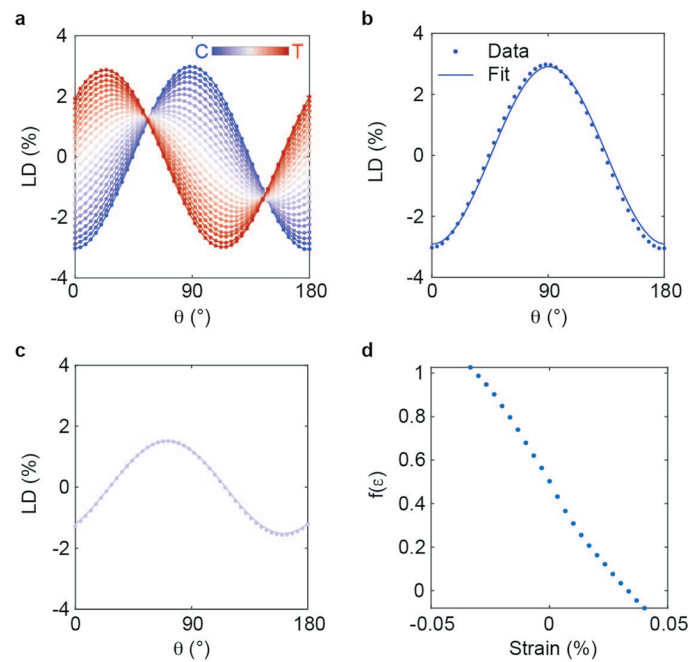 a
C T
4
2
0
-2
-4
LD (%)
0 90 180
θ (°)
b
Data
Fit
4
2
0
-2
-4
LD (%)
0 90 180
θ (°)
c
4
2
0
-2
-4
LD (%)
0 90 180
θ (°)
d
1
0.8
0.6
0.4
0.2
0
f(ε)
-0.05 0 0.05
Strain (%)